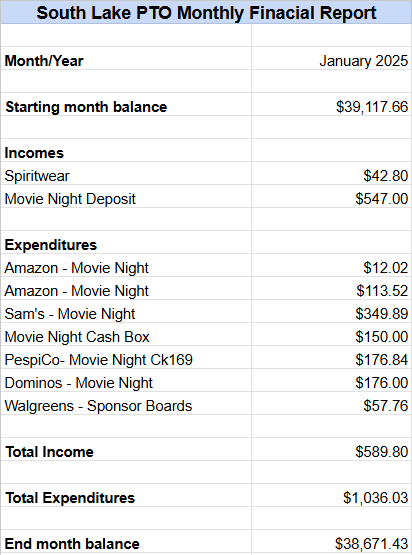 South Lake PTO Monthly Finacial Report
Month/Year January 2025
Starting month balance $39,117.66
Incomes
Spiritwear $42.80
Movie Night Deposit $547.00
Expenditures
Amazon - Movie Night $12.02
Amazon - Movie Night $113.52
Sam's - Movie Night $349.89
Movie Night Cash Box $150.00
PespiCo- Movie Night Ck169 $176.84
Dominos - Movie Night $176.00
Walgreens - Sponsor Boards $57.76
Total Income $589.80
Total Expenditures $1,036.03
End month balance $38,671.43